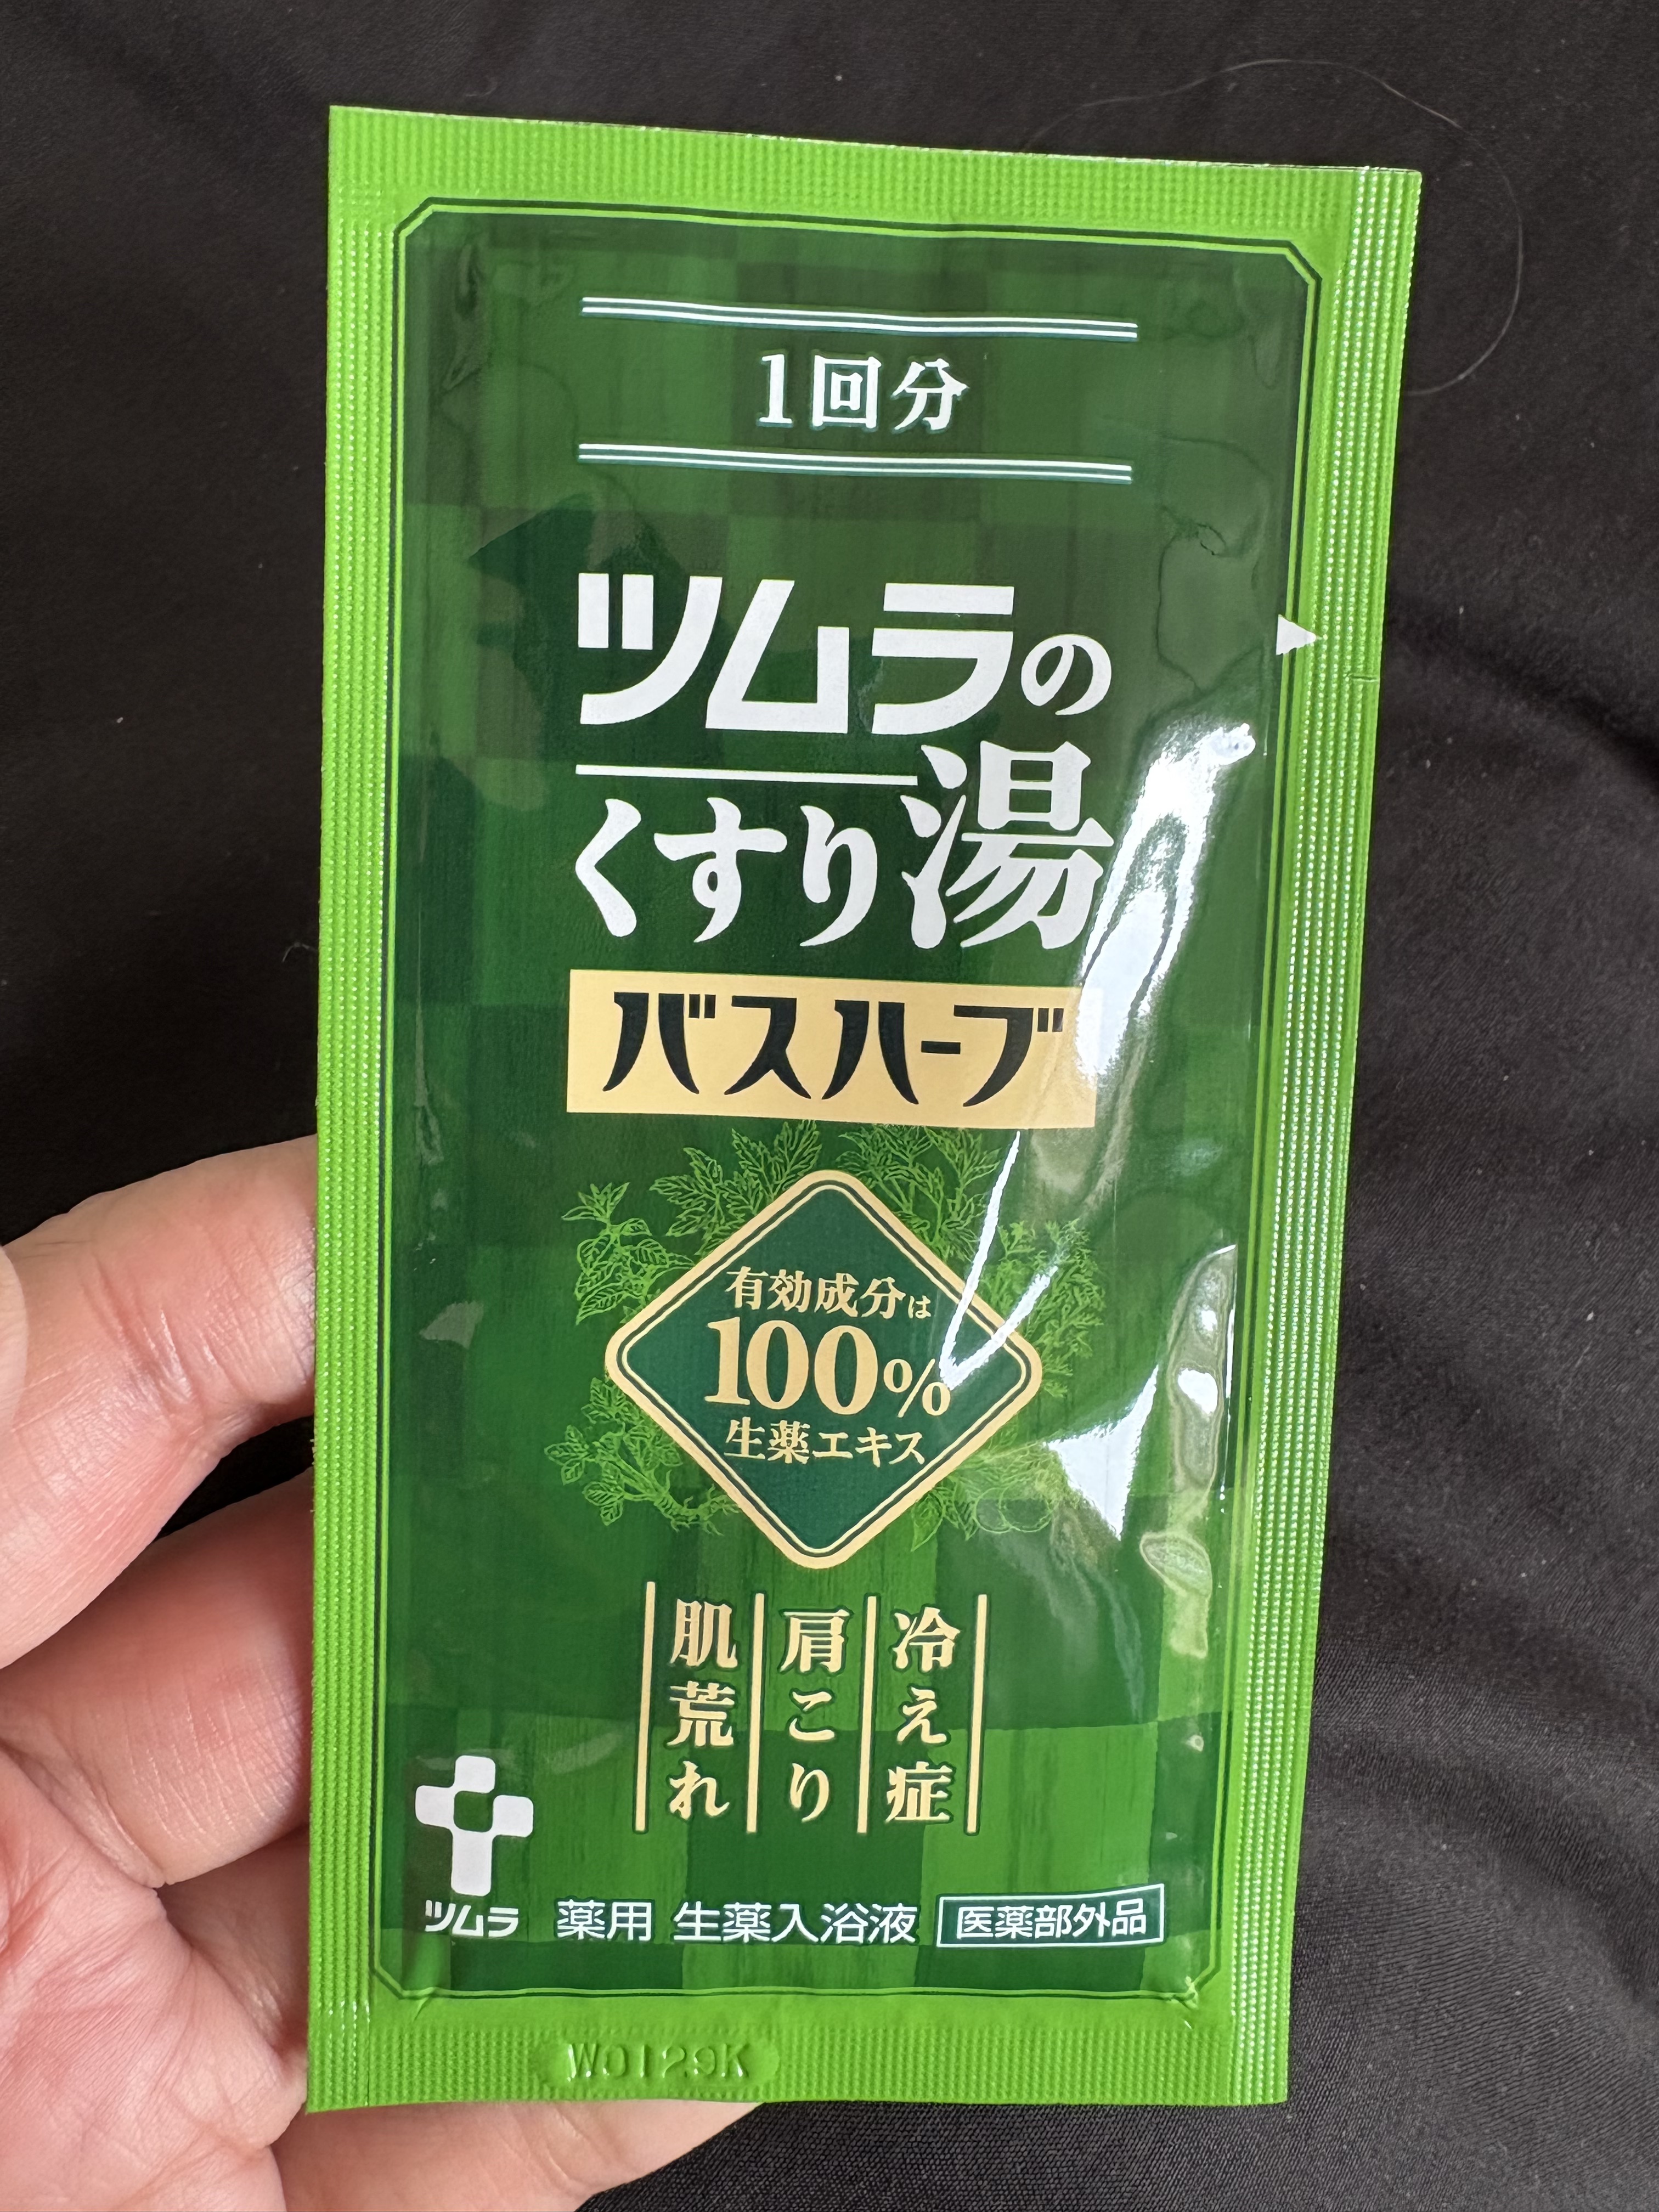 1回分
ツムラの
くすり湯
バスハーブ
有効成分は
100%
生薬エキス
冷え症
肩こり
肌荒れ
ツムラ
薬用 生薬入浴液 医薬部外品
W0129K